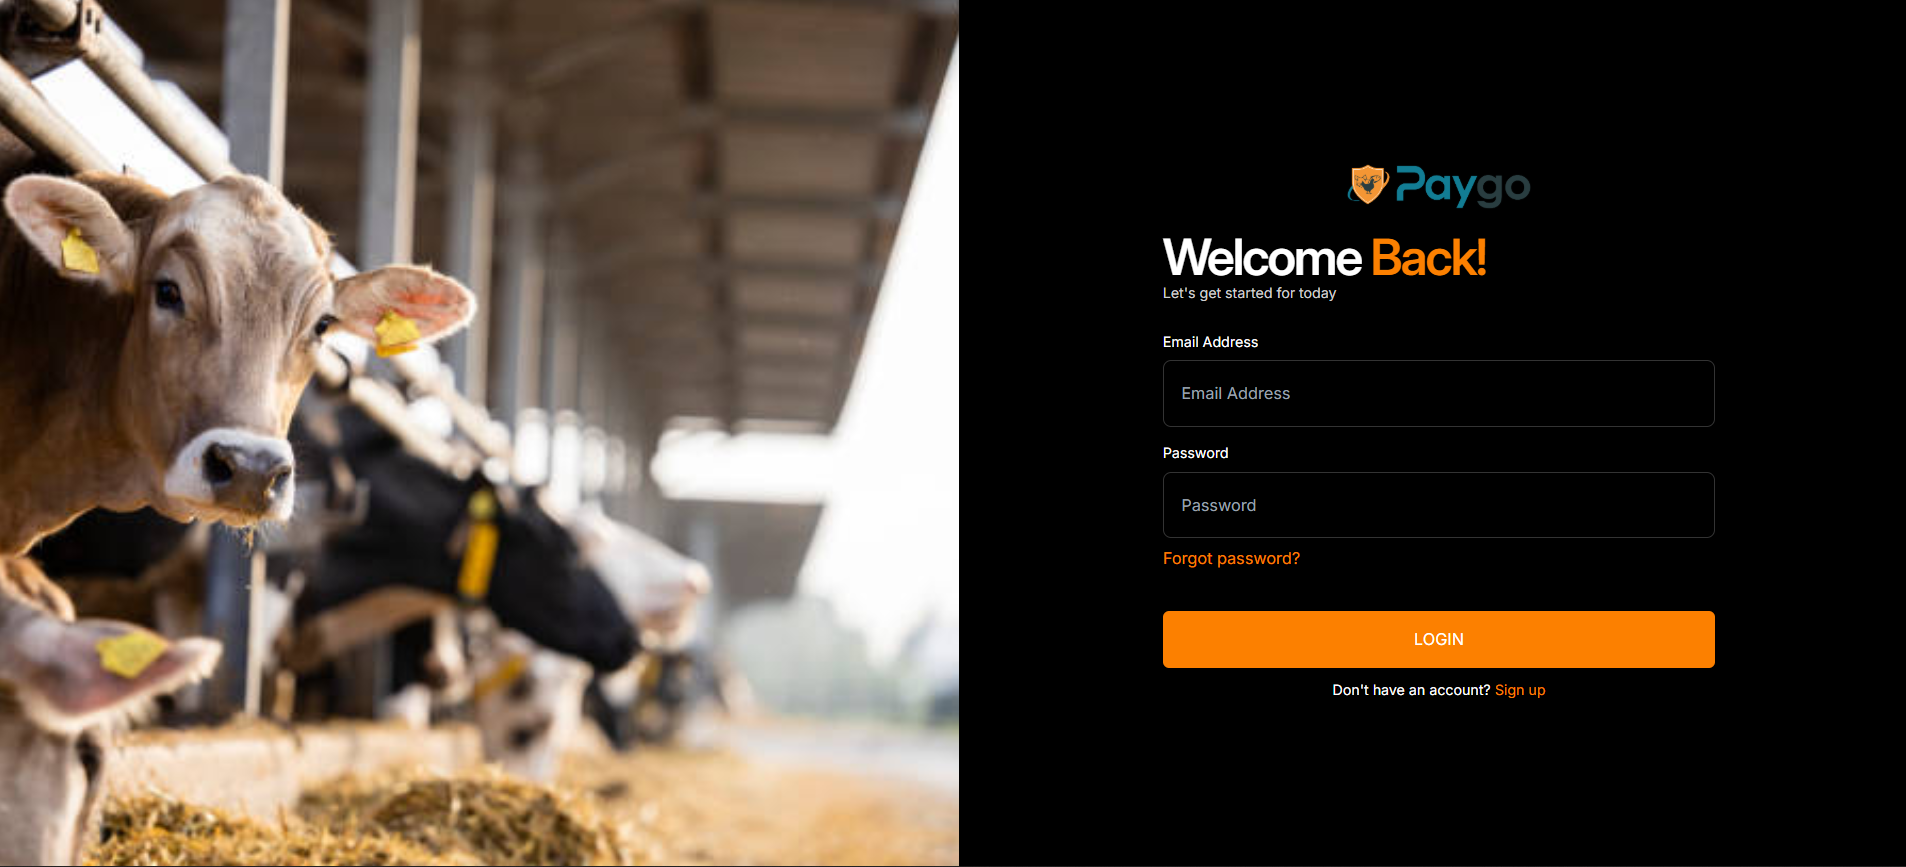 Paygo
Welcome Back!
Let's get started for today
Email Address
Email Address
Password
Password
Forgot password?
LOGIN
Don't have an account? Sign up